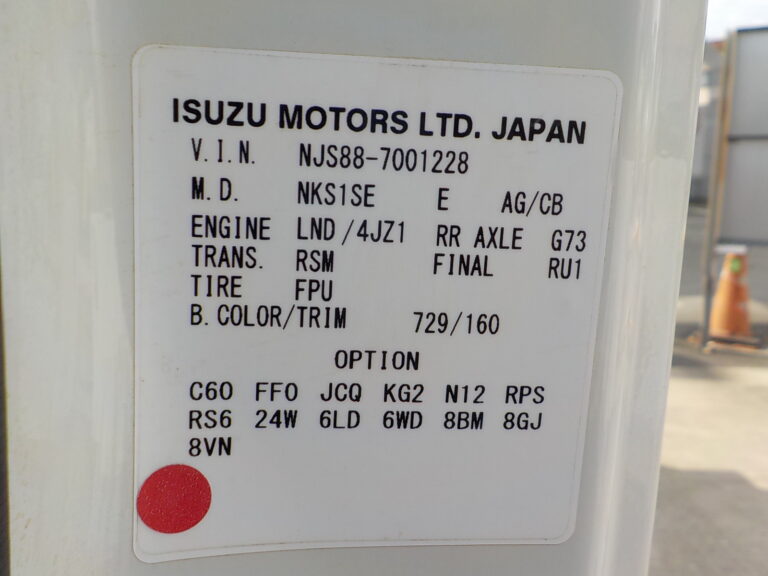 ISUZU MOTORS LTD. JAPAN
V.I.N. NJS88-7001228
M.D. NKS1SE E AG/CB
ENGINE LND/4JZ1 RR AXLE G73
TRANS. RSM FINAL RU1
TIRE FPU
B.COLOR/TRIM 729/160
OPTION
C60 FF0 JCQ KG2 N12 RPS
RS6 24W 6LD 6WD 8BM 8GJ
8VN